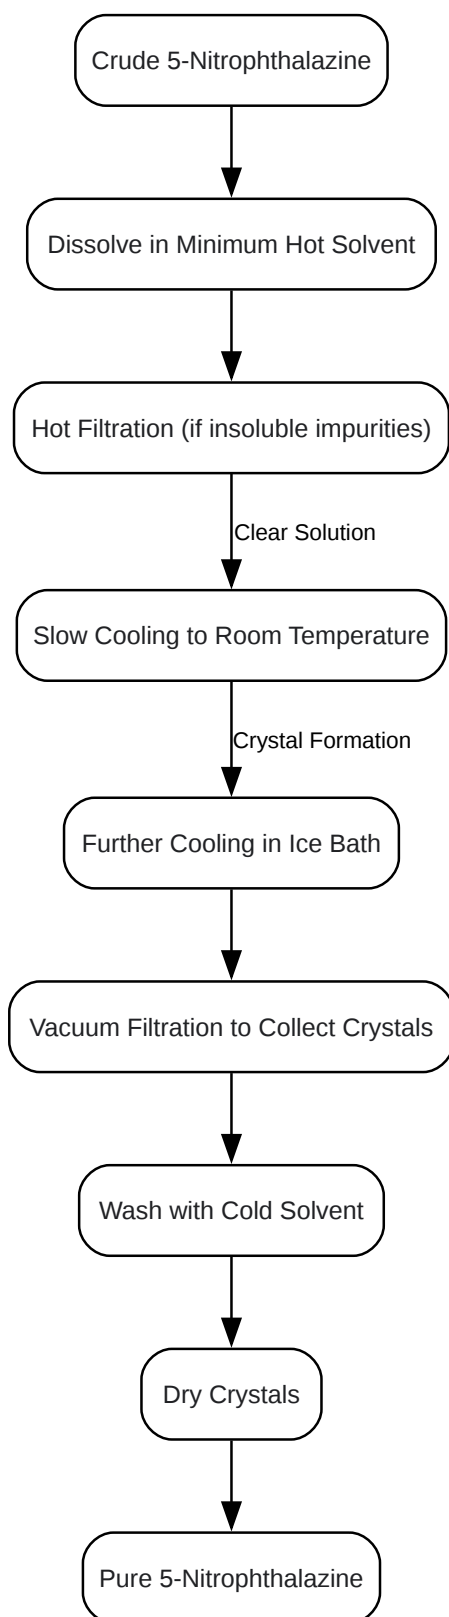 Crude 5-Nitrophthalazine
Dissolve in Minimum Hot Solvent
Hot Filtration (if insoluble impurities)
Clear Solution
Slow Cooling to Room Temperature
Crystal Formation
Further Cooling in Ice Bath
Vacuum Filtration to Collect Crystals
Wash with Cold Solvent
Dry Crystals
Pure 5-Nitrophthalazine